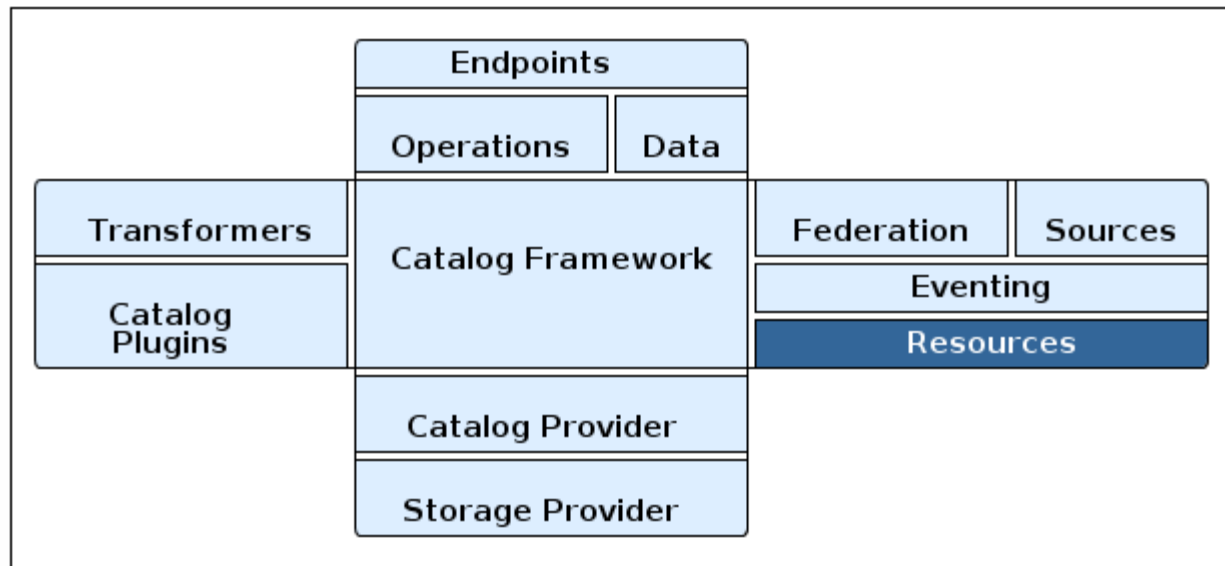 Endpoints
Operations
Data
Transformers
Catalog Framework
Federation
Sources
Eventing
Catalog
Plugins
Resources
Catalog Provider
Storage Provider